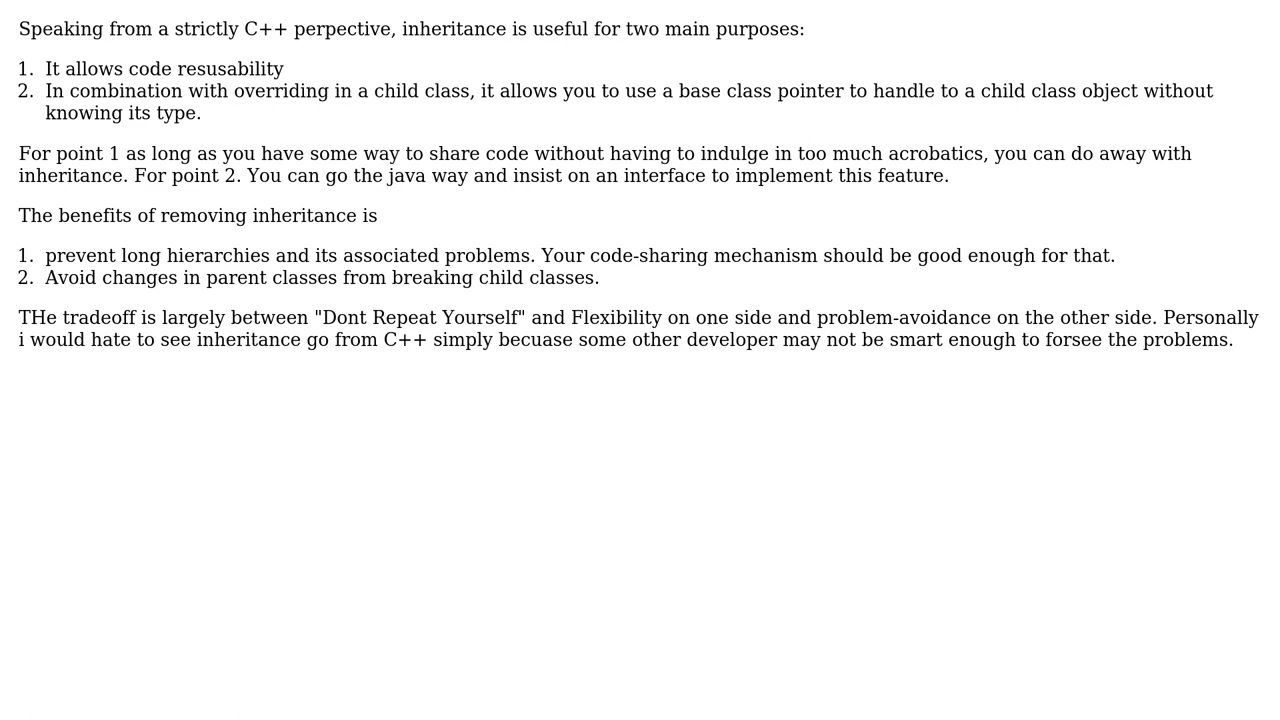 Speaking from a strictly C++ perpective, inheritance is useful for two main purposes:
1. It allows code resusability
2. In combination with overriding in a child class, it allows you to use a base class pointer to handle to a child class object without
knowing its type.
For point 1 as long as you have some way to share code without having to indulge in too much acrobatics, you can do away with
inheritance. For point 2. You can go the java way and insist on an interface to implement this feature.
The benefits of removing inheritance is
1. prevent long hierarchies and its associated problems. Your code-sharing mechanism should be good enough for that.
2. Avoid changes in parent classes from breaking child classes.
THe tradeoff is largely between "Dont Repeat Yourself" and Flexibility on one side and problem-avoidance on the other side. Personally
i would hate to see inheritance go from C++ simply becuase some other developer may not be smart enough to forsee the problems.